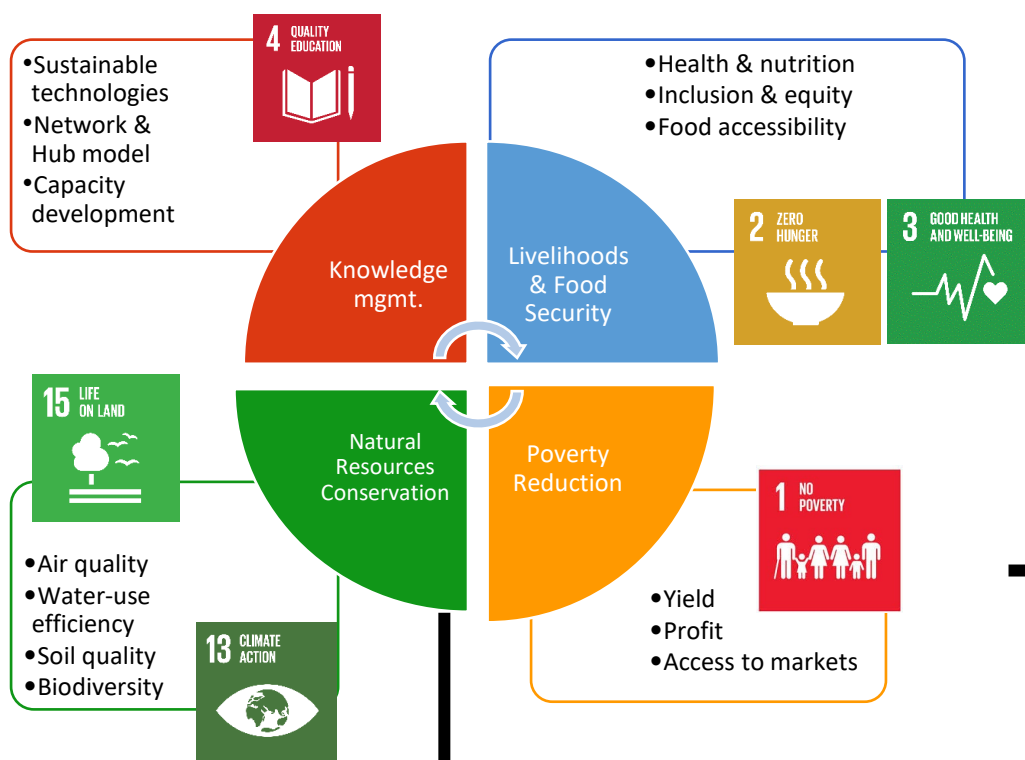 4 QUALITY
EDUCATION
•Sustainable
technologies
•Network &
Hub model
•Capacity
development
Knowledge
mgmt.
•Health & nutrition
•Inclusion & equity
•Food accessibility
2 ZERO
HUNGER
3 GOOD HEALTH
AND WELL-BEING
Livelihoods
& Food
Security
15 LIFE
ON LAND
Natural
Resources
Conservation
•Air quality
•Water-use
efficiency
•Soil quality
•Biodiversity
13 CLIMATE
ACTION
Poverty
Reduction
1 NO
POVERTY
•Yield
•Profit
•Access to markets